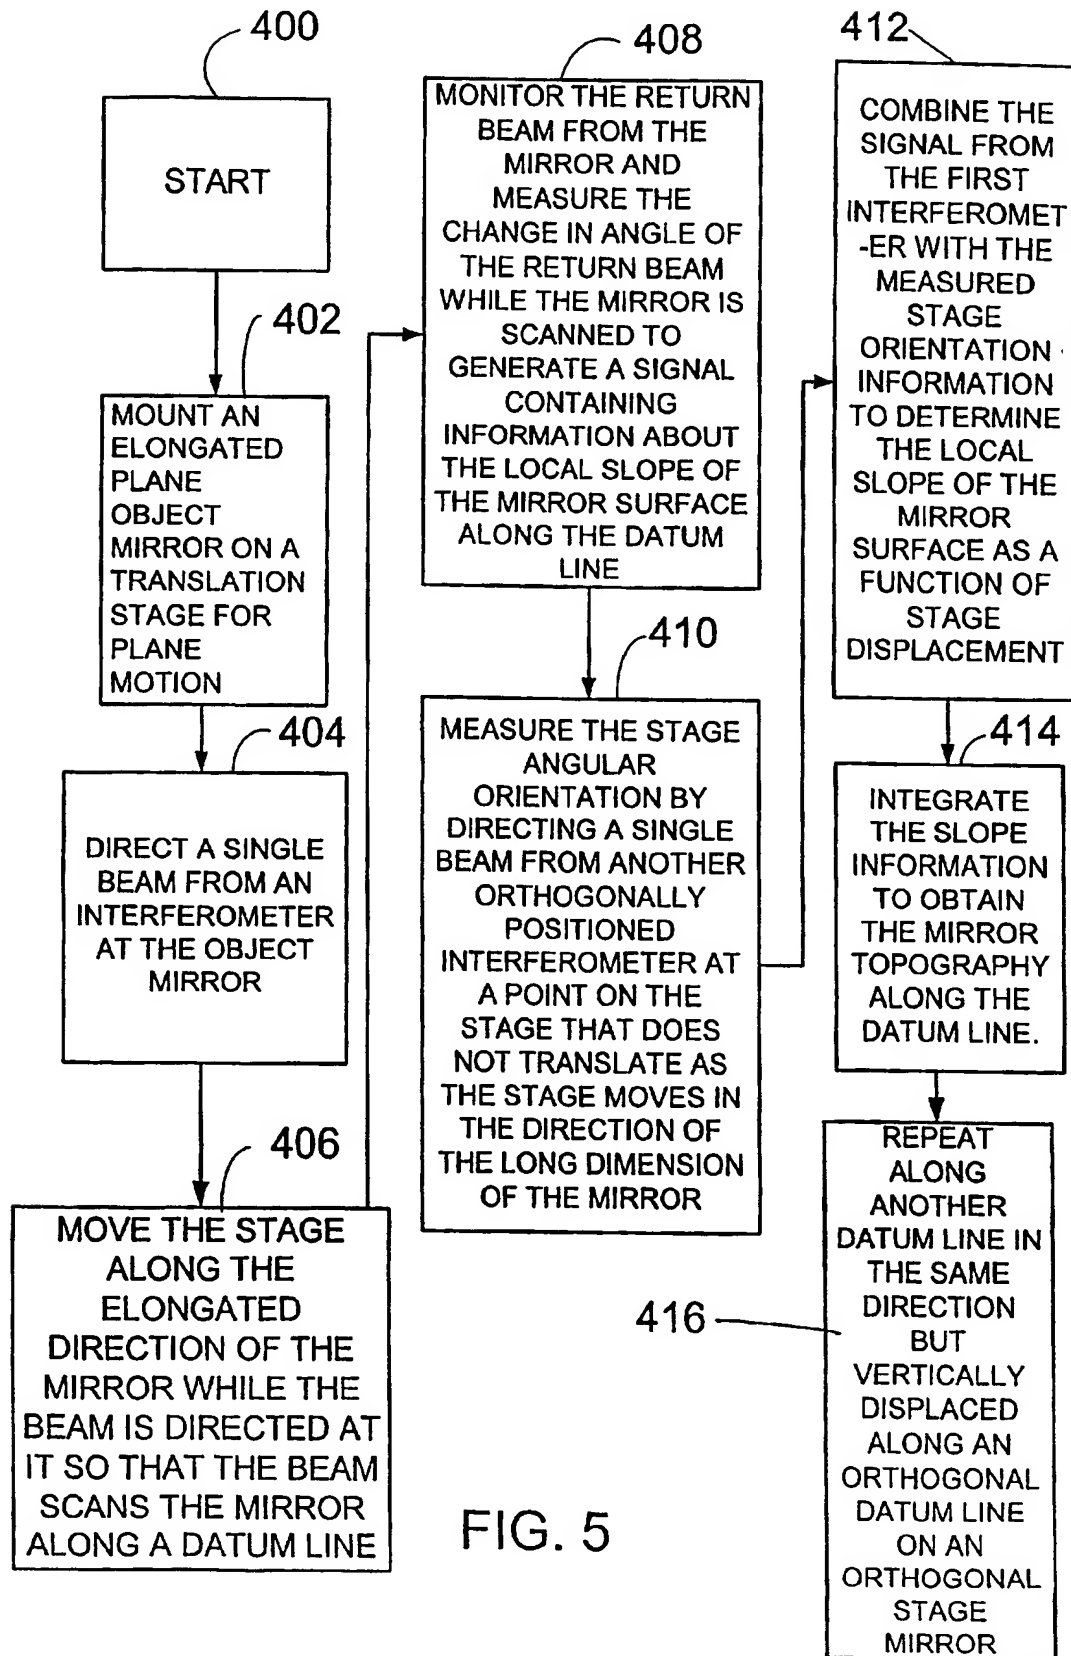 400
START
402
MOUNT AN
ELONGATED
PLANE
OBJECT
MIRROR ON A
TRANSLATION
STAGE FOR
PLANE
MOTION
404
DIRECT A SINGLE
BEAM FROM AN
INTERFEROMETER
AT THE OBJECT
MIRROR
406
MOVE THE STAGE
ALONG THE
ELONGATED
DIRECTION OF THE
MIRROR WHILE THE
BEAM IS DIRECTED AT
IT SO THAT THE BEAM
SCANS THE MIRROR
ALONG A DATUM LINE
408
MONITOR THE RETURN
BEAM FROM THE
MIRROR AND
MEASURE THE
CHANGE IN ANGLE OF
THE RETURN BEAM
WHILE THE MIRROR IS
SCANNED TO
GENERATE A SIGNAL
CONTAINING
INFORMATION ABOUT
THE LOCAL SLOPE OF
THE MIRROR SURFACE
ALONG THE DATUM
LINE
410
MEASURE THE STAGE
ANGULAR
ORIENTATION BY
DIRECTING A SINGLE
BEAM FROM ANOTHER
ORTHOGONALLY
POSITIONED
INTERFEROMETER AT
A POINT ON THE
STAGE THAT DOES
NOT TRANSLATE AS
THE STAGE MOVES IN
THE DIRECTION OF
THE LONG DIMENSION
OF THE MIRROR
412
COMBINE THE
SIGNAL FROM
THE FIRST
INTERFEROMET
-ER WITH THE
MEASURED
STAGE
ORIENTATION
INFORMATION
TO DETERMINE
THE LOCAL
SLOPE OF THE
MIRROR
SURFACE AS A
FUNCTION OF
STAGE
DISPLACEMENT
414
INTEGRATE
THE SLOPE
INFORMATION
TO OBTAIN
THE MIRROR
TOPOGRAPHY
ALONG THE
DATUM LINE.
416
REPEAT
ALONG
ANOTHER
DATUM LINE IN
THE SAME
DIRECTION
BUT
VERTICALLY
DISPLACED
ALONG AN
ORTHOGONAL
DATUM LINE
ON AN
ORTHOGONAL
STAGE
MIRROR
FIG. 5